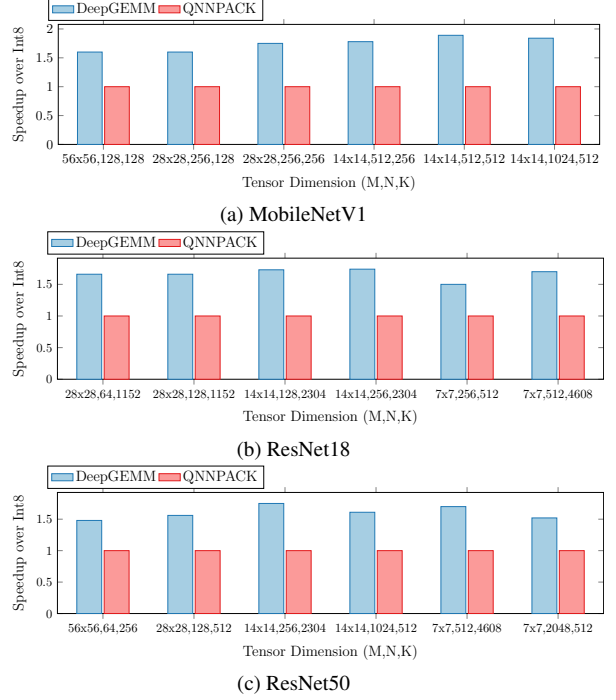 DeepGEMM QNNPACK
Speedup over Int8
2
1.5
1
0.5
0
56x56,128,128 28x28,256,128 28x28,256,256 14x14,512,256 14x14,512,512 14x14,1024,512
Tensor Dimension (M,N,K)
(a) MobileNetV1
DeepGEMM QNNPACK
Speedup over Int8
1.5
1
0.5
0
28x28,64,1152 28x28,128,1152 14x14,128,2304 14x14,256,2304 7x7,256,512 7x7,512,4608
Tensor Dimension (M,N,K)
(b) ResNet18
DeepGEMM QNNPACK
Speedup over Int8
1.5
1
0.5
0
56x56,64,256 28x28,128,512 14x14,256,2304 14x14,1024,512 7x7,512,4608 7x7,2048,512
Tensor Dimension (M,N,K)
(c) ResNet50